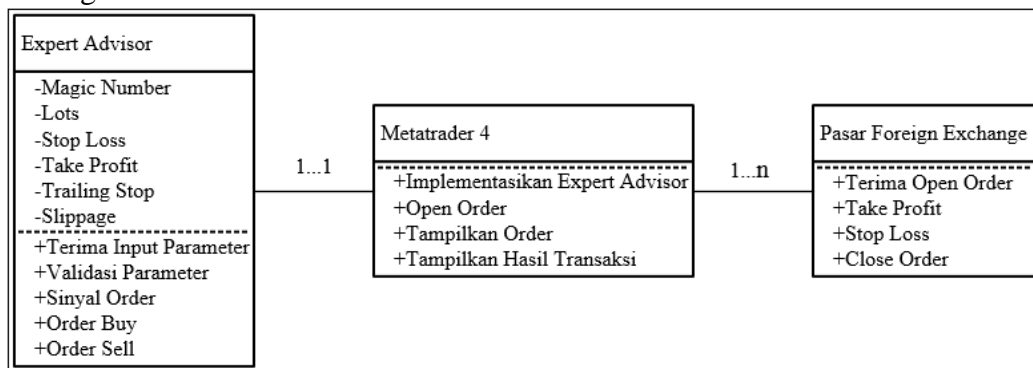 Expert Advisor
-Magic Number
-Lots
-Stop Loss
-Take Profit
-Trailing Stop
-Slippage
+Terima Input Parameter
+Validasi Parameter
+Sinyal Order
+Order Buy
+Order Sell
1...1
Metatrader 4
+Implementasikan Expert Advisor
+Open Order
+Tampilkan Order
+Tampilkan Hasil Transaksi
1...n
Pasar Foreign Exchange
+Terima Open Order
+Take Profit
+Stop Loss
+Close Order